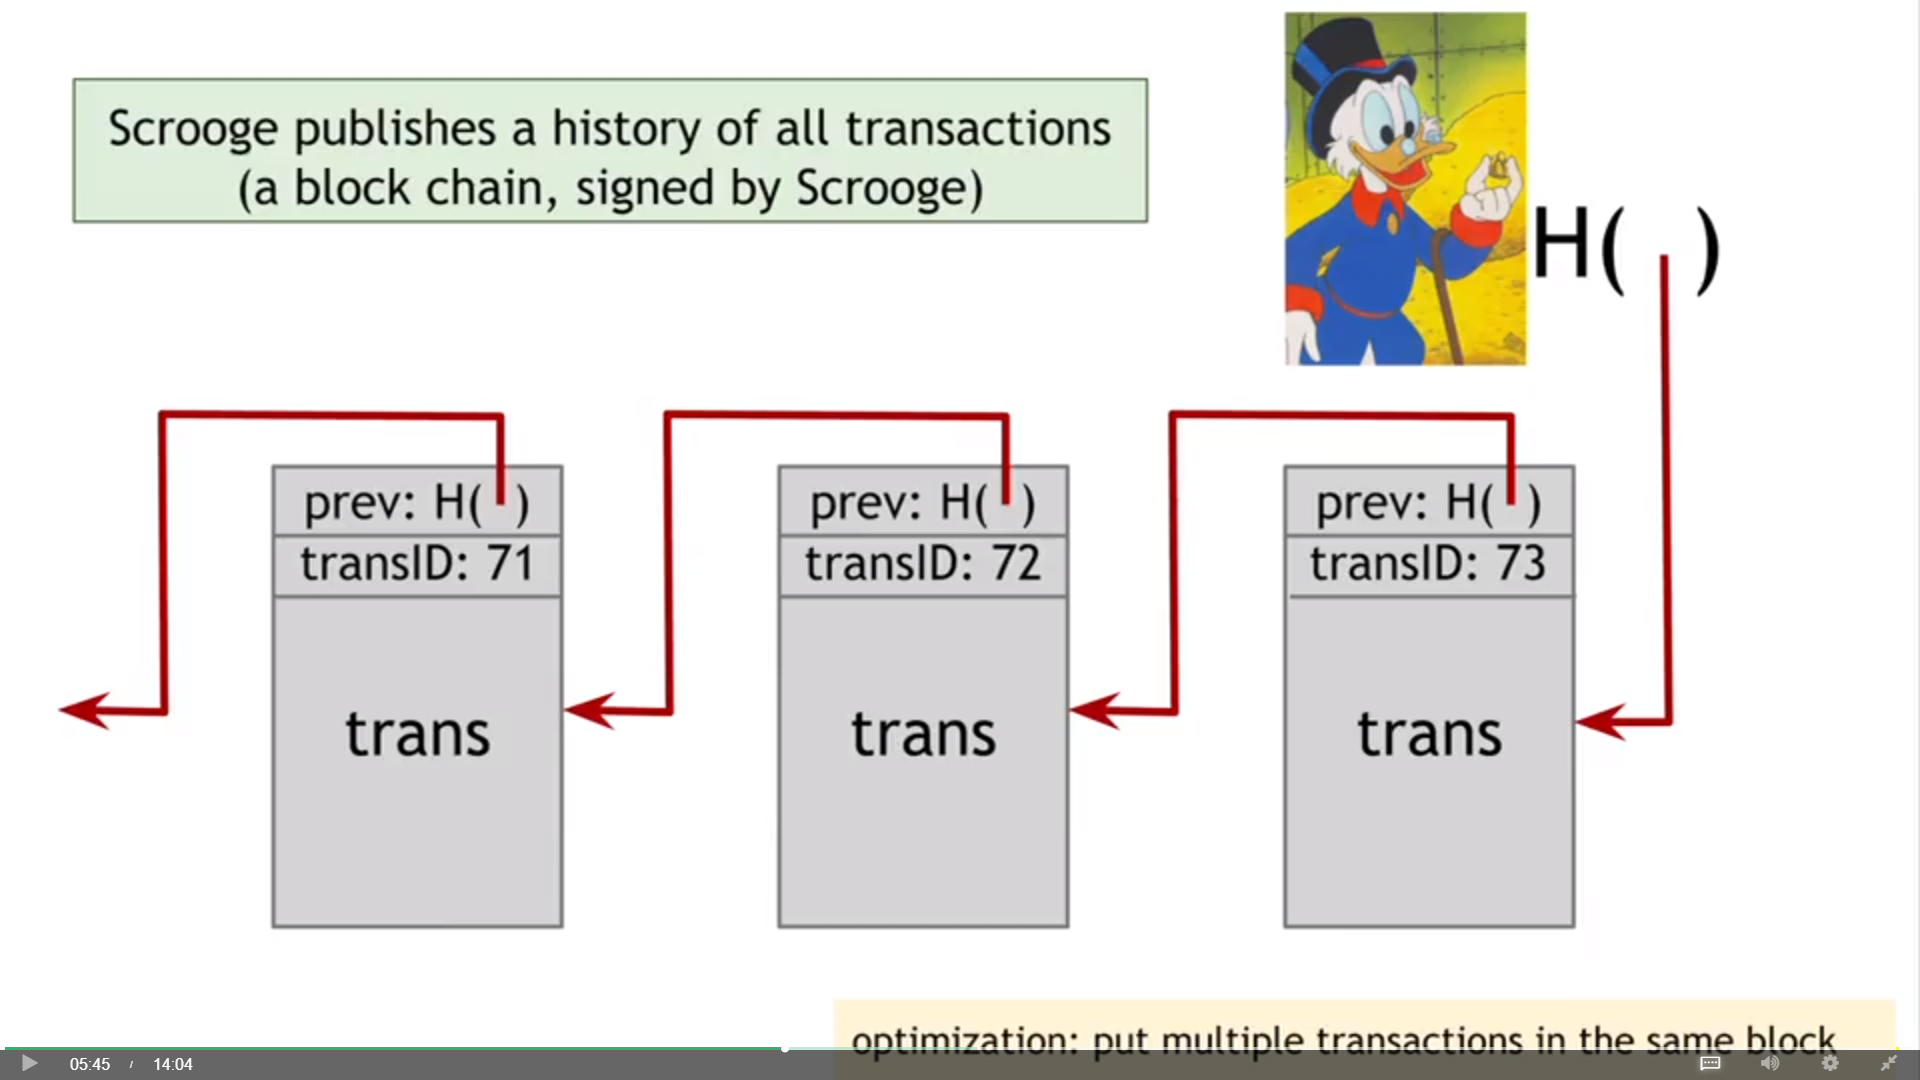 Scrooge publishes a history of all transactions
(a block chain, signed by Scrooge)
H( )
prev: H( ) prev: H( ) prev: H( )
transID: 71 transID: 72 transID: 73
trans trans trans
optimization: put multiple transactions in the same block
05:45 / 14:04